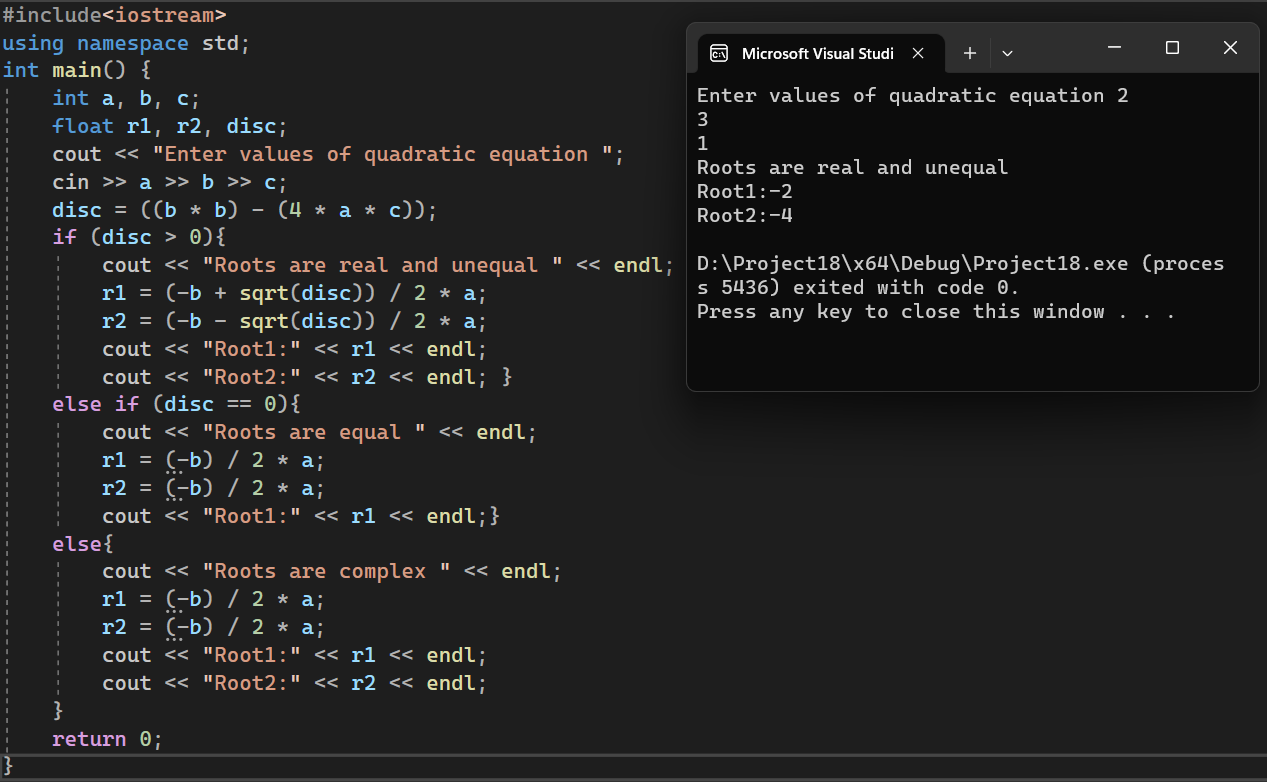 #include<iostream>
using namespace std;
int main() {
    int a, b, c;
    float r1, r2, disc;
    cout << "Enter values of quadratic equation ";
    cin >> a >> b >> c;
    disc = ((b * b) - (4 * a * c));
    if (disc > 0){
        cout << "Roots are real and unequal " << endl;
        r1 = (-b + sqrt(disc)) / 2 * a;
        r2 = (-b - sqrt(disc)) / 2 * a;
        cout << "Root1:" << r1 << endl;
        cout << "Root2:" << r2 << endl; }
    else if (disc == 0){
        cout << "Roots are equal " << endl;
        r1 = (-b) / 2 * a;
        r2 = (-b) / 2 * a;
        cout << "Root1:" << r1 << endl;}
    else{
        cout << "Roots are complex " << endl;
        r1 = (-b) / 2 * a;
        r2 = (-b) / 2 * a;
        cout << "Root1:" << r1 << endl;
        cout << "Root2:" << r2 << endl;
    }
    return 0;
}
Microsoft Visual Studi
Enter values of quadratic equation 2
3
1
Roots are real and unequal
Root1:-2
Root2:-4
D:\Project18\x64\Debug\Project18.exe (proces
s 5436) exited with code 0.
Press any key to close this window . . .